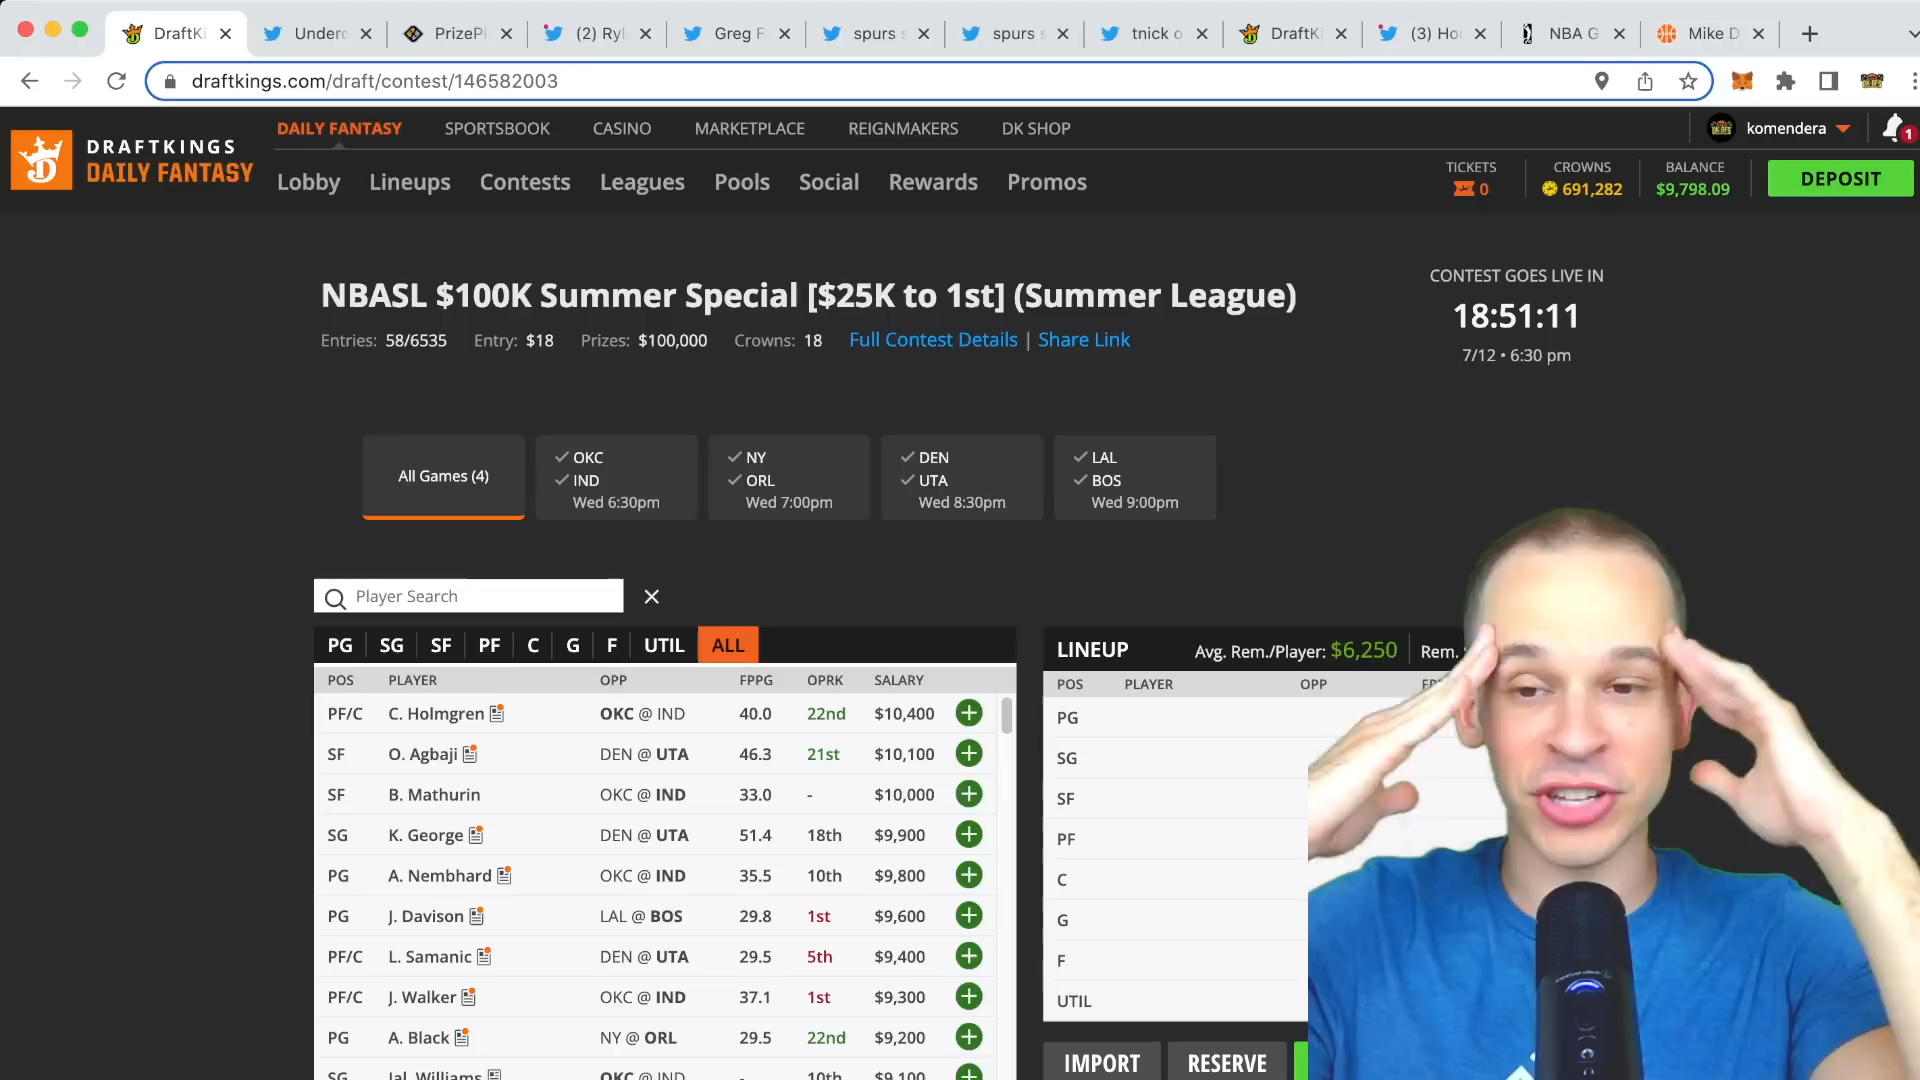 DraftKi
Underd
PrizePi
(2) Ryl
Greg F
spurs s
spurs s
tnick o
DraftKi
(3) Ho
NBA G
Mike D
draftkings.com/draft/contest/146582003
DRAFTKINGS
DAILY FANTASY
DAILY FANTASY SPORTSBOOK CASINO MARKETPLACE REIGNMAKERS DK SHOP
komendera
1
Lobby Lineups Contests Leagues Pools Social Rewards Promos
TICKETS
0
CROWNS
691,282
BALANCE
$9,798.09
DEPOSIT
NBASL $100K Summer Special [$25K to 1st] (Summer League)
Entries: 58/6535 Entry: $18 Prizes: $100,000 Crowns: 18 Full Contest Details | Share Link
CONTEST GOES LIVE IN
18:51:11
7/12 • 6:30 pm
All Games (4)
OKC
IND
Wed 6:30pm
NY
ORL
Wed 7:00pm
DEN
UTA
Wed 8:30pm
LAL
BOS
Wed 9:00pm
Player Search
PG SG SF PF C G F UTIL ALL
POS PLAYER OPP FPPG OPRK SALARY
PF/C C. Holmgren OKC @ IND 40.0 22nd $10,400
SF O. Agbaji DEN @ UTA 46.3 21st $10,100
SF B. Mathurin OKC @ IND 33.0 - $10,000
SG K. George DEN @ UTA 51.4 18th $9,900
PG A. Nembhard OKC @ IND 35.5 10th $9,800
PG J. Davison LAL @ BOS 29.8 1st $9,600
PF/C L. Samanic DEN @ UTA 29.5 5th $9,400
PF/C J. Walker OKC @ IND 37.1 1st $9,300
PG A. Black NY @ ORL 29.5 22nd $9,200
SG Jal. Williams OKC @ IND - 10th $9,100
LINEUP Avg. Rem./Player: $6,250 Rem.
POS PLAYER OPP
PG
SG
SF
PF
C
G
F
UTIL
IMPORT RESERVE